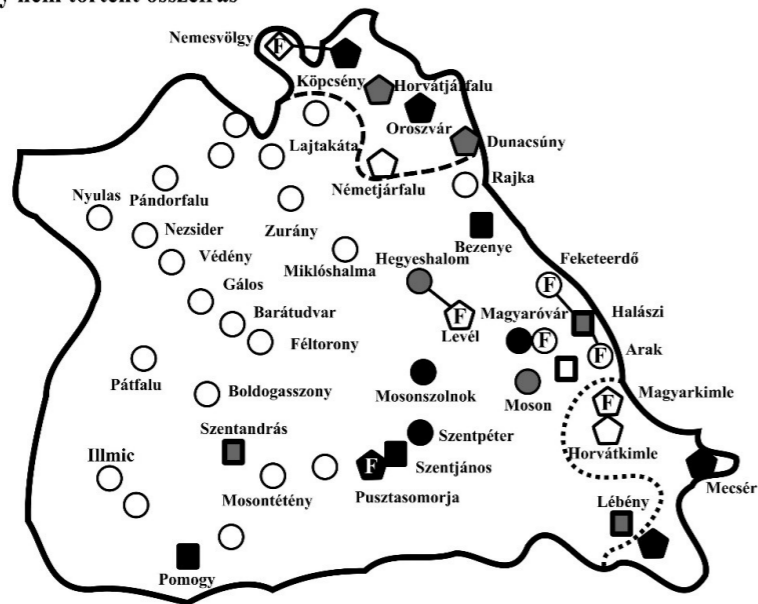 y nem történt összeírás
Nemesvölgy
F
Köpcsény
Horvátjárfalu
Oroszvár
Lajtakáta
Dunacsúny
Németjárfalu
Rajka
Nyulas
Pándorfalu
Nezsider
Zurány
Bezenye
Védény
Miklóshalma
Hegyeshalom
Feketeerdő
F
Gálos
Barátudvar
F
Magyaróvár
Halászi
F
Féltorony
Levél
F
Arak
Pátfalu
Boldogasszony
Mosonszolnok
Moson
Magyarkimle
F
Szentandrás
Szentpéter
Horvátkimle
Illmic
F
Szentjános
Mosontétény
Pusztasomorja
Mecsér
Lébény
Pomogy